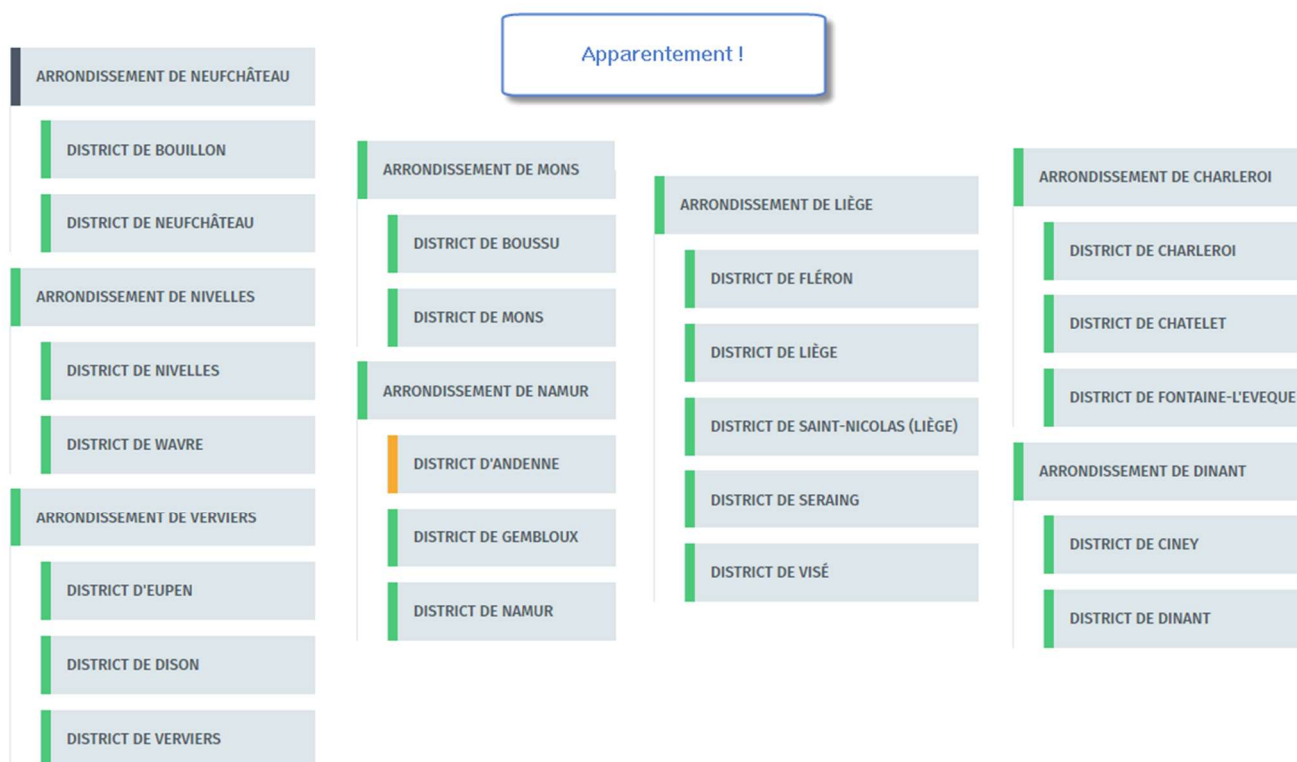 Apparentement !
ARRONDISSEMENT DE NEUFCHÂTEAU
DISTRICT DE BOUILLON
DISTRICT DE NEUFCHÂTEAU
ARRONDISSEMENT DE NIVELLES
DISTRICT DE NIVELLES
DISTRICT DE WAVRE
ARRONDISSEMENT DE VERVIERS
DISTRICT D'EUPEN
DISTRICT DE DISON
DISTRICT DE VERVIERS
ARRONDISSEMENT DE MONS
DISTRICT DE BOUSSU
DISTRICT DE MONS
ARRONDISSEMENT DE NAMUR
DISTRICT D'ANDENNE
DISTRICT DE GEMBLOUX
DISTRICT DE NAMUR
ARRONDISSEMENT DE LIÈGE
DISTRICT DE FLÉRON
DISTRICT DE LIÈGE
DISTRICT DE SAINT-NICOLAS (LIÈGE)
DISTRICT DE SERAING
DISTRICT DE VISÉ
ARRONDISSEMENT DE CHARLEROI
DISTRICT DE CHARLEROI
DISTRICT DE CHATELET
DISTRICT DE FONTAINE-L'EVEQUE
ARRONDISSEMENT DE DINANT
DISTRICT DE CINEY
DISTRICT DE DINANT